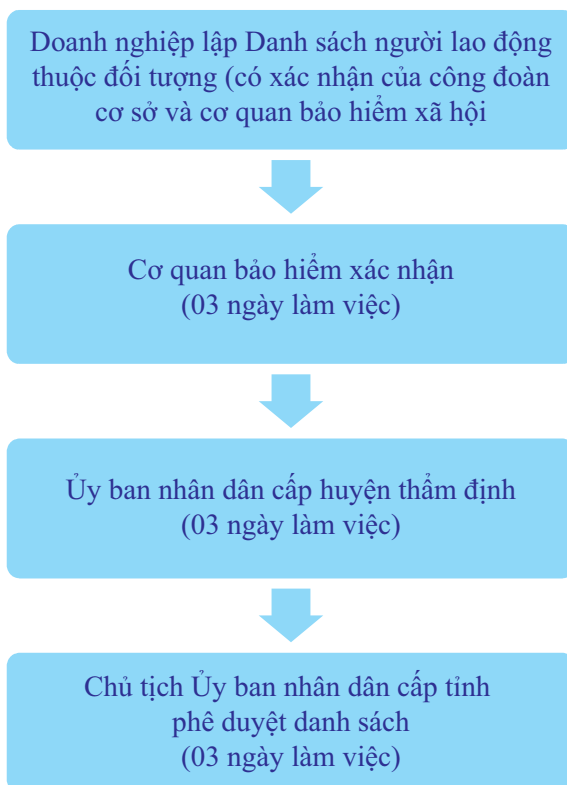 Doanh nghiệp lập Danh sách người lao động
thuộc đối tượng (có xác nhận của công đoàn
cơ sở và cơ quan bảo hiểm xã hội
Cơ quan bảo hiểm xác nhận
(03 ngày làm việc)
Ủy ban nhân dân cấp huyện thẩm định
(03 ngày làm việc)
Chủ tịch Ủy ban nhân dân cấp tỉnh
phê duyệt danh sách
(03 ngày làm việc)